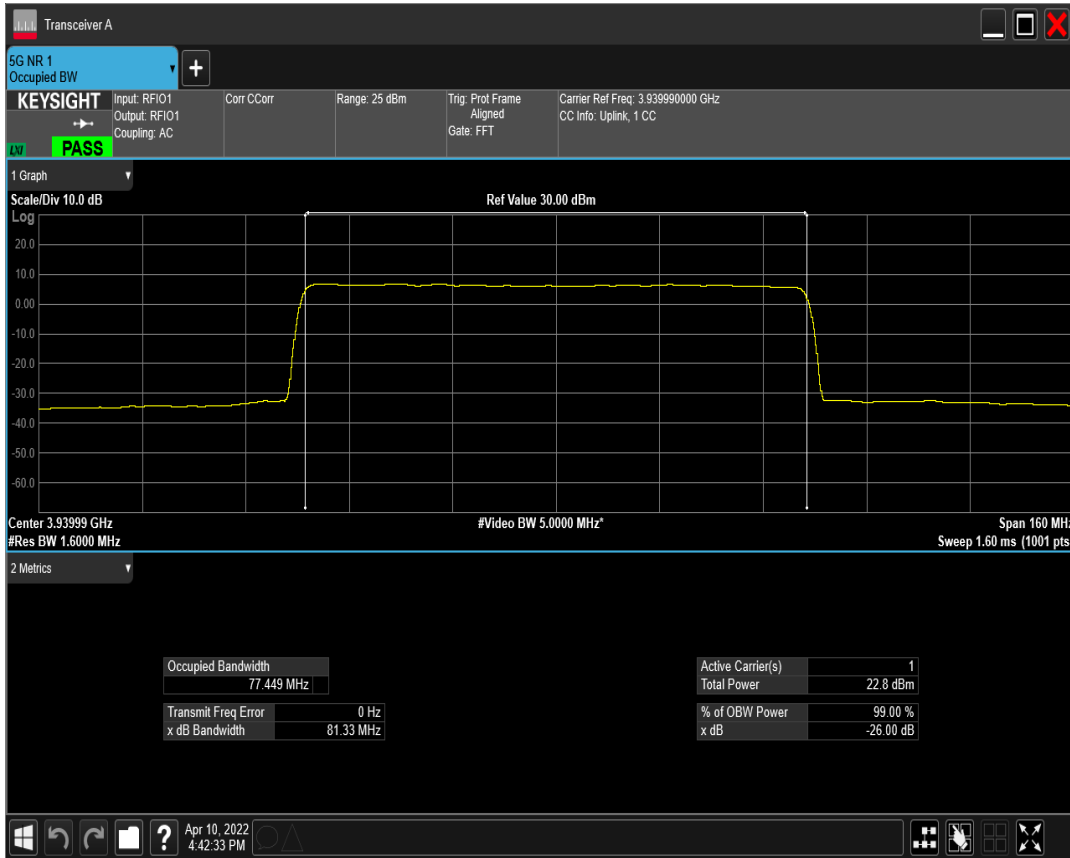 Transceiver A
5G NR 1
Occupied BW
KEYSIGHT
LXI
PASS
Input: RFIO1
Output: RFIO1
Coupling: AC
Corr CCorr
Range: 25 dBm
Trig: Prot Frame
Aligned
Gate: FFT
Carrier Ref Freq: 3.939990000 GHz
CC Info: Uplink, 1 CC
1 Graph
Scale/Div 10.0 dB
Ref Value 30.00 dBm
Log
20.0
10.0
0.00
-10.0
-20.0
-30.0
-40.0
-50.0
-60.0
Center 3.93999 GHz
#Video BW 5.0000 MHz*
Span 160 MHz
#Res BW 1.6000 MHz
Sweep 1.60 ms (1001 pts
2 Metrics
Occupied Bandwidth
77.449 MHz
Transmit Freq Error 0 Hz
x dB Bandwidth 81.33 MHz
Active Carrier(s) 1
Total Power 22.8 dBm
% of OBW Power 99.00 %
x dB -26.00 dB
?
Apr 10, 2022
4:42:33 PM